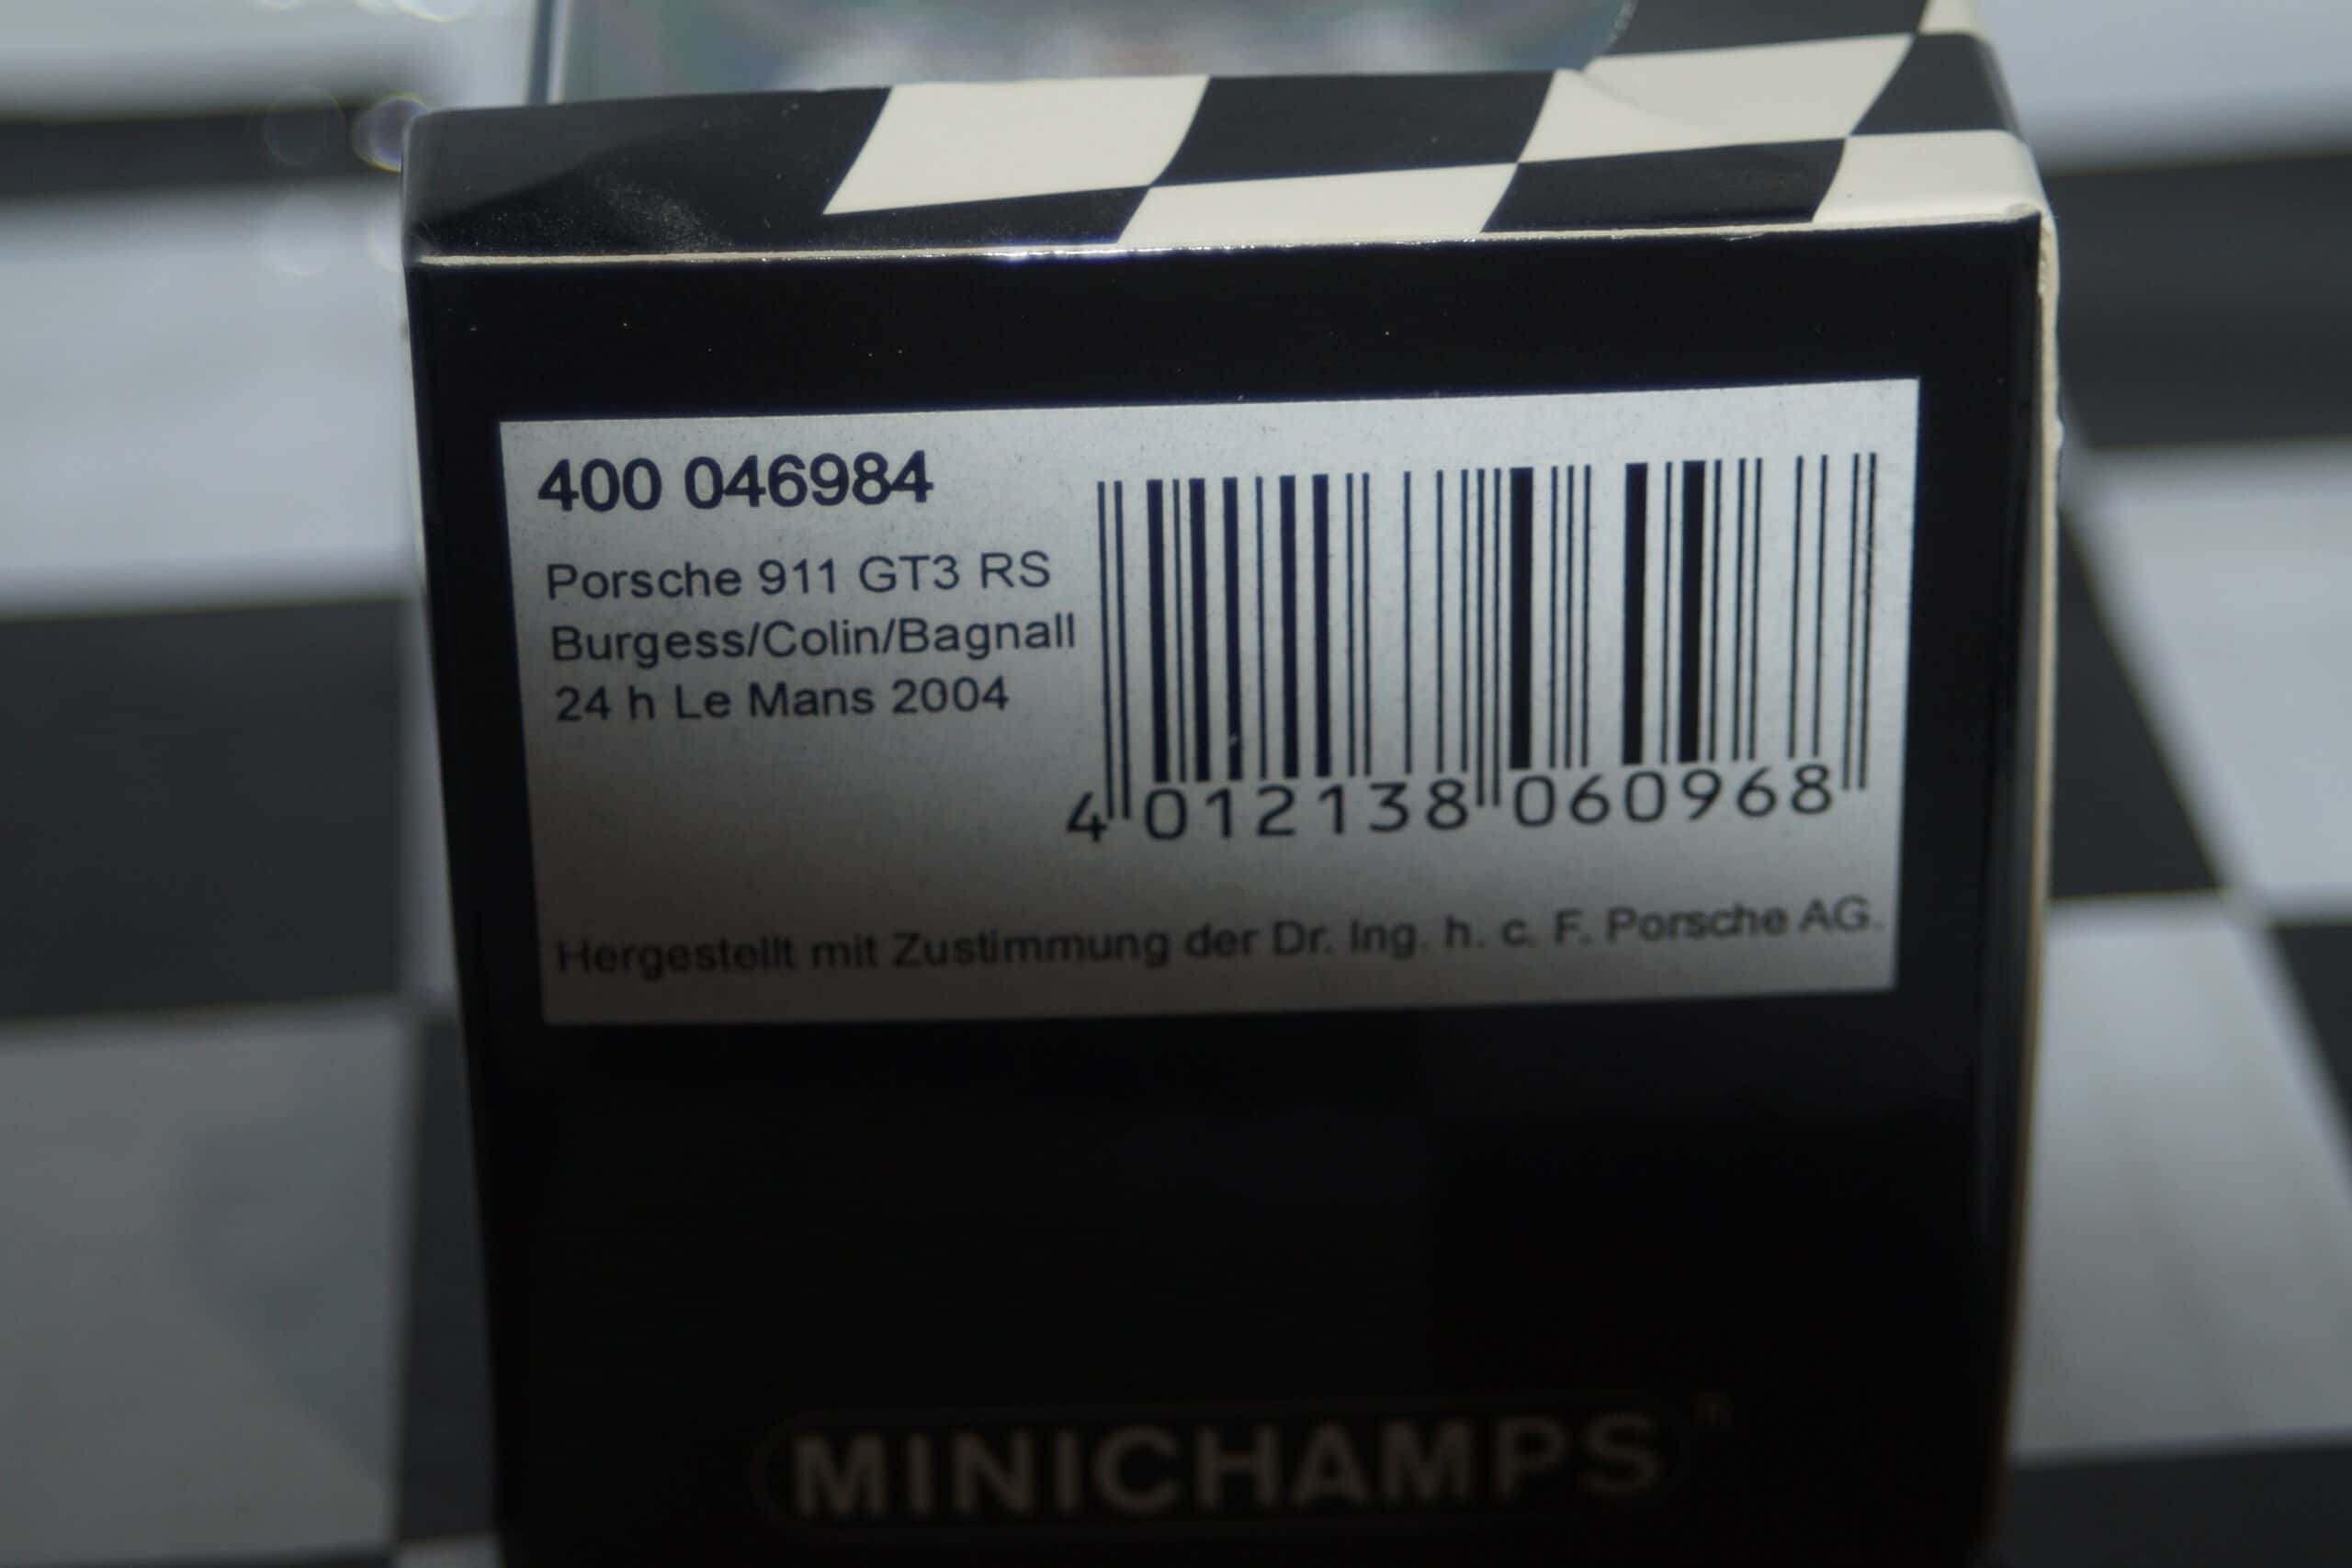 400 046984
Porsche 911 GT3 RS
Burgess/Colin/Bagnall
24 h Le Mans 2004
4 012138 060968
Hergestellt mit Zustimmung der Dr. Ing. h. c. F. Porsche AG.
MINICHAMPS